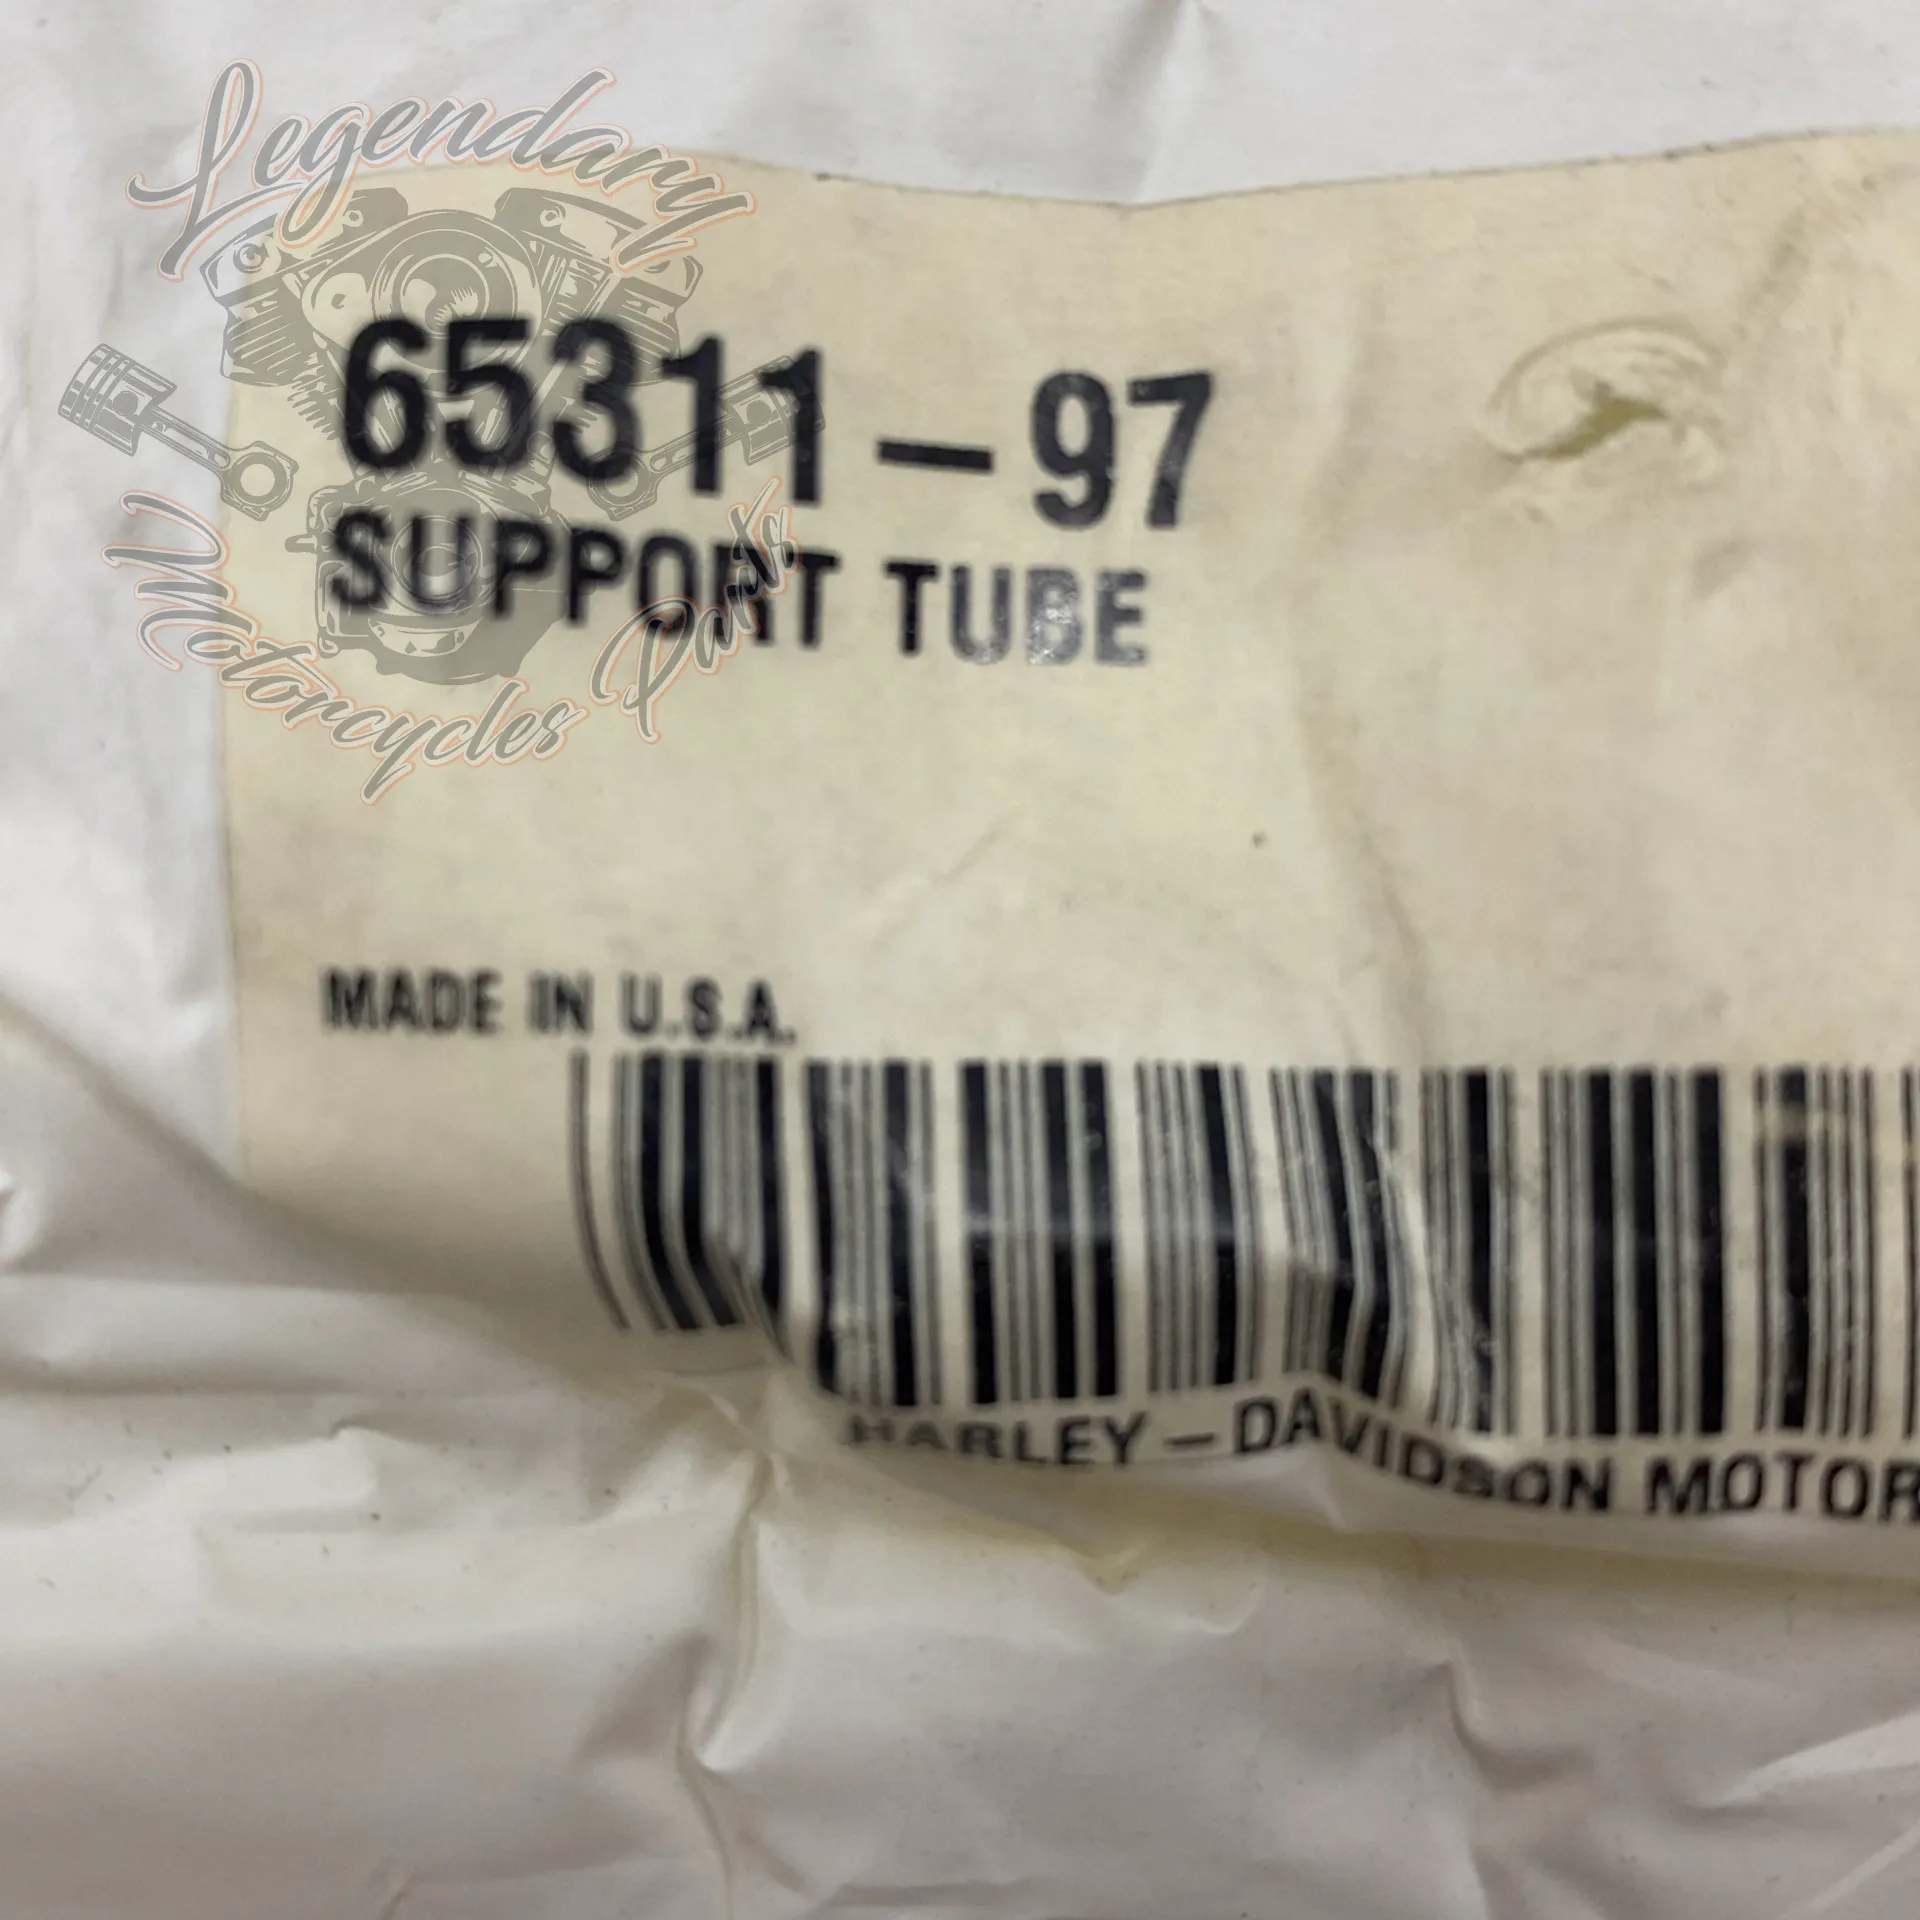 Legendary
Motorcycles Parts
65311-97
SUPPORT TUBE
MADE IN U.S.A.
HARLEY-DAVIDSON MOTOR